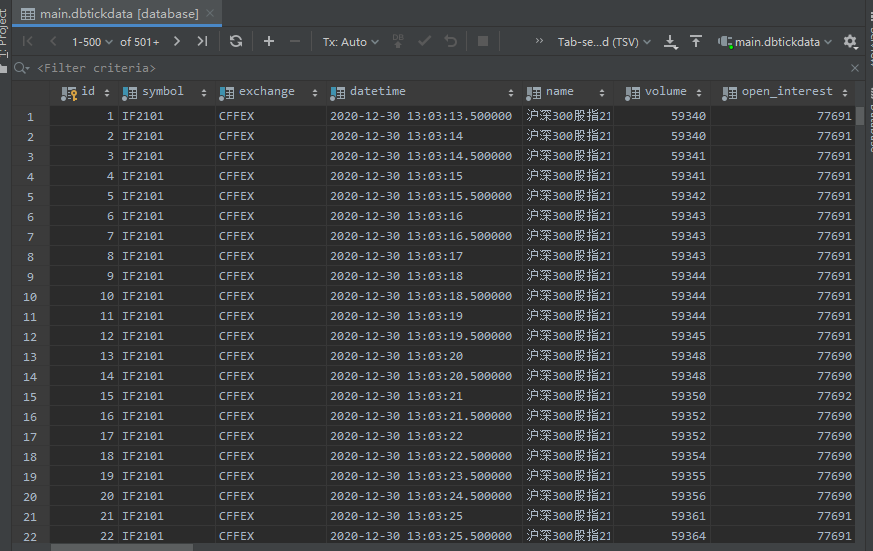 main.dbtickdata [database]
1: Project
1-500 of 501+ Tx: Auto DB Tab-se...d (TSV) main.dbtickdata
<Filter criteria>
id symbol exchange datetime name volume open_interest
1 1 IF2101 CFFEX 2020-12-30 13:03:13.500000 沪深300股指21 59340 77691
2 2 IF2101 CFFEX 2020-12-30 13:03:14 沪深300股指21 59340 77691
3 3 IF2101 CFFEX 2020-12-30 13:03:14.500000 沪深300股指21 59341 77691
4 4 IF2101 CFFEX 2020-12-30 13:03:15 沪深300股指21 59341 77691
5 5 IF2101 CFFEX 2020-12-30 13:03:15.500000 沪深300股指21 59342 77691
6 6 IF2101 CFFEX 2020-12-30 13:03:16 沪深300股指21 59343 77691
7 7 IF2101 CFFEX 2020-12-30 13:03:16.500000 沪深300股指21 59343 77691
8 8 IF2101 CFFEX 2020-12-30 13:03:17 沪深300股指21 59343 77691
9 9 IF2101 CFFEX 2020-12-30 13:03:18 沪深300股指21 59344 77691
10 10 IF2101 CFFEX 2020-12-30 13:03:18.500000 沪深300股指21 59344 77691
11 11 IF2101 CFFEX 2020-12-30 13:03:19 沪深300股指21 59344 77691
12 12 IF2101 CFFEX 2020-12-30 13:03:19.500000 沪深300股指21 59345 77691
13 13 IF2101 CFFEX 2020-12-30 13:03:20 沪深300股指21 59348 77690
14 14 IF2101 CFFEX 2020-12-30 13:03:20.500000 沪深300股指21 59348 77690
15 15 IF2101 CFFEX 2020-12-30 13:03:21 沪深300股指21 59350 77692
16 16 IF2101 CFFEX 2020-12-30 13:03:21.500000 沪深300股指21 59352 77690
17 17 IF2101 CFFEX 2020-12-30 13:03:22 沪深300股指21 59352 77690
18 18 IF2101 CFFEX 2020-12-30 13:03:22.500000 沪深300股指21 59354 77690
19 19 IF2101 CFFEX 2020-12-30 13:03:23.500000 沪深300股指21 59355 77690
20 20 IF2101 CFFEX 2020-12-30 13:03:24.500000 沪深300股指21 59356 77690
21 21 IF2101 CFFEX 2020-12-30 13:03:25 沪深300股指21 59361 77691
22 22 IF2101 CFFEX 2020-12-30 13:03:25.500000 沪深300股指21 59364 77691